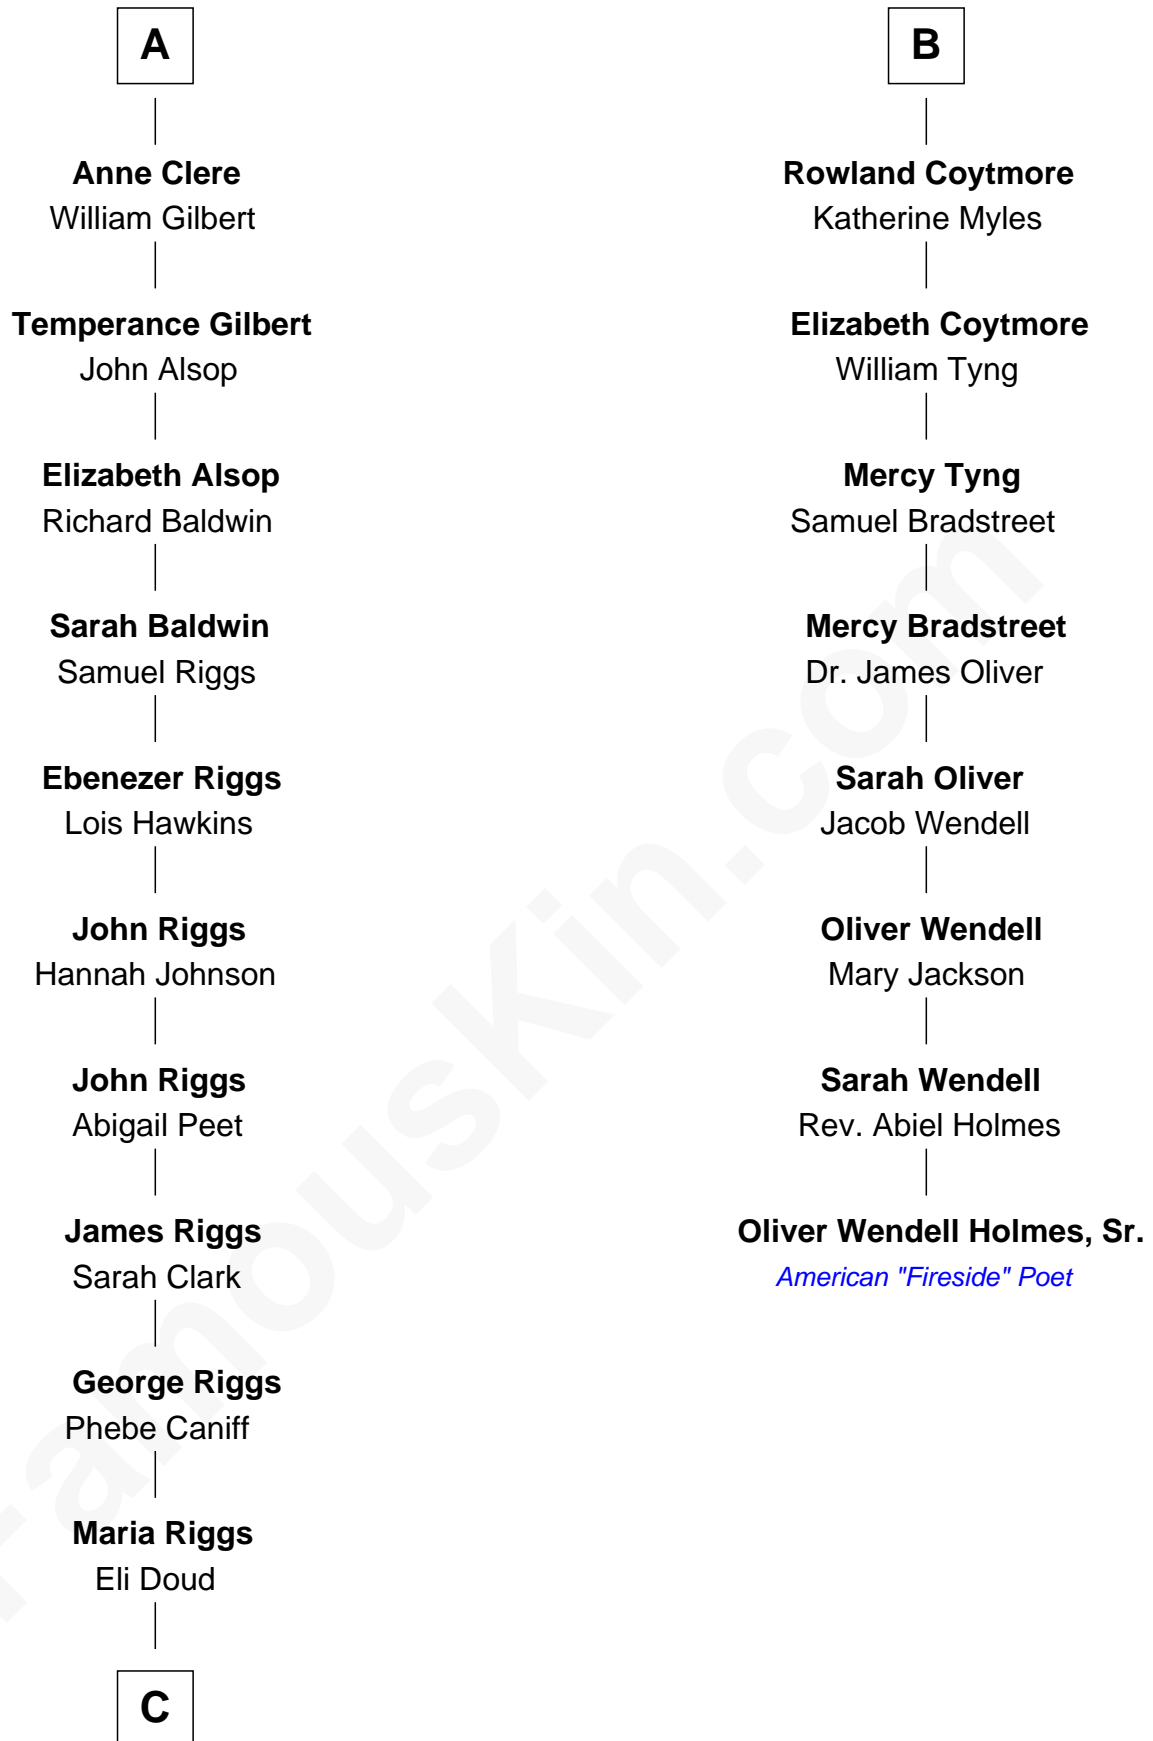 A
Anne Clere
William Gilbert
Temperance Gilbert
John Alsop
Elizabeth Alsop
Richard Baldwin
Sarah Baldwin
Samuel Riggs
Ebenezer Riggs
Lois Hawkins
John Riggs
Hannah Johnson
John Riggs
Abigail Peet
James Riggs
Sarah Clark
George Riggs
Phebe Caniff
Maria Riggs
Eli Doud
C
B
Rowland Coytmore
Katherine Myles
Elizabeth Coytmore
William Tyng
Mercy Tyng
Samuel Bradstreet
Mercy Bradstreet
Dr. James Oliver
Sarah Oliver
Jacob Wendell
Oliver Wendell
Mary Jackson
Sarah Wendell
Rev. Abiel Holmes
Oliver Wendell Holmes, Sr.
American "Fireside" Poet
FamousKin.com